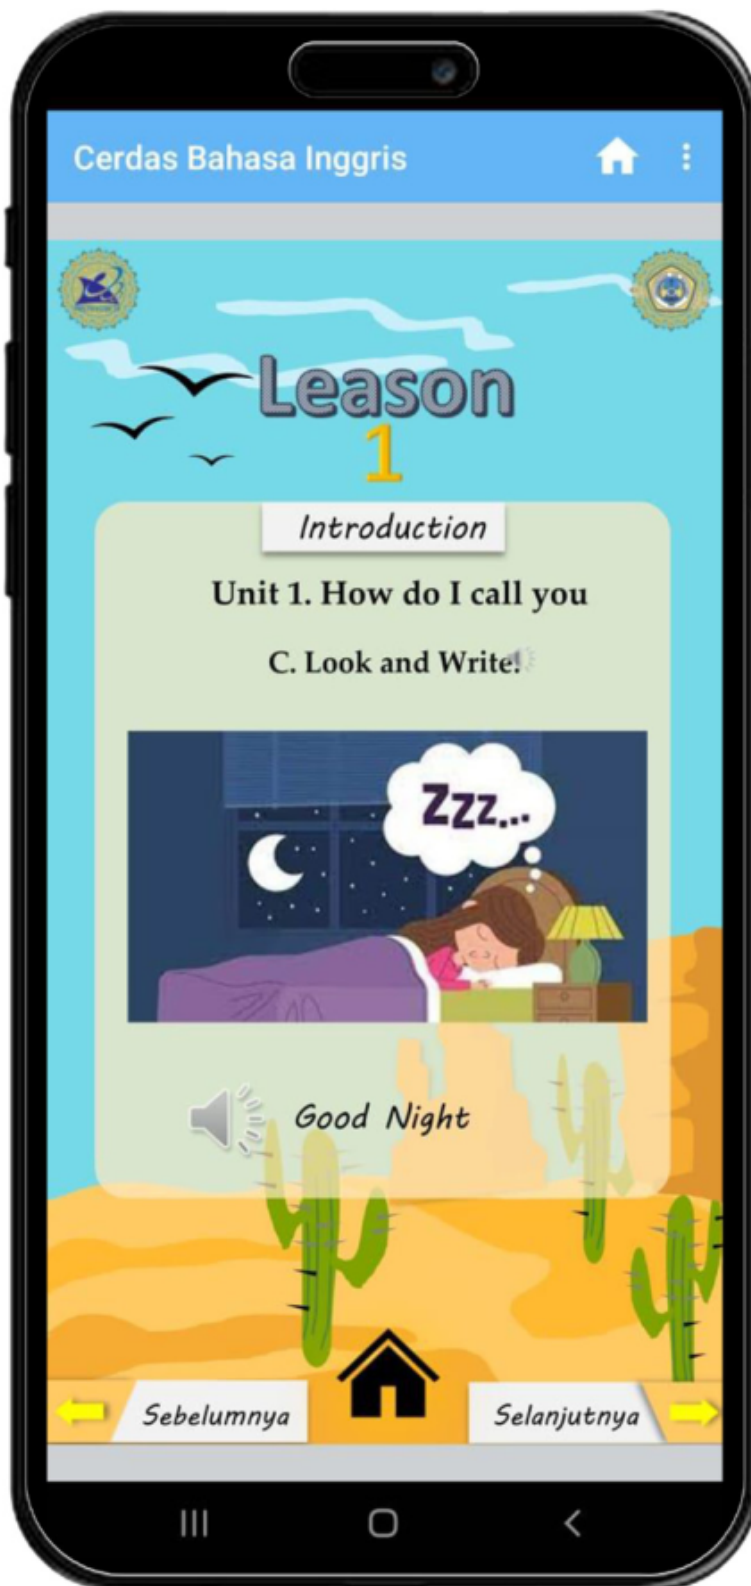 Cerdas Bahasa Inggris
Leason
1
Introduction
Unit 1. How do I call you
C. Look and Write!
Zzz...
Good Night
Sebelumnya
Selanjutnya